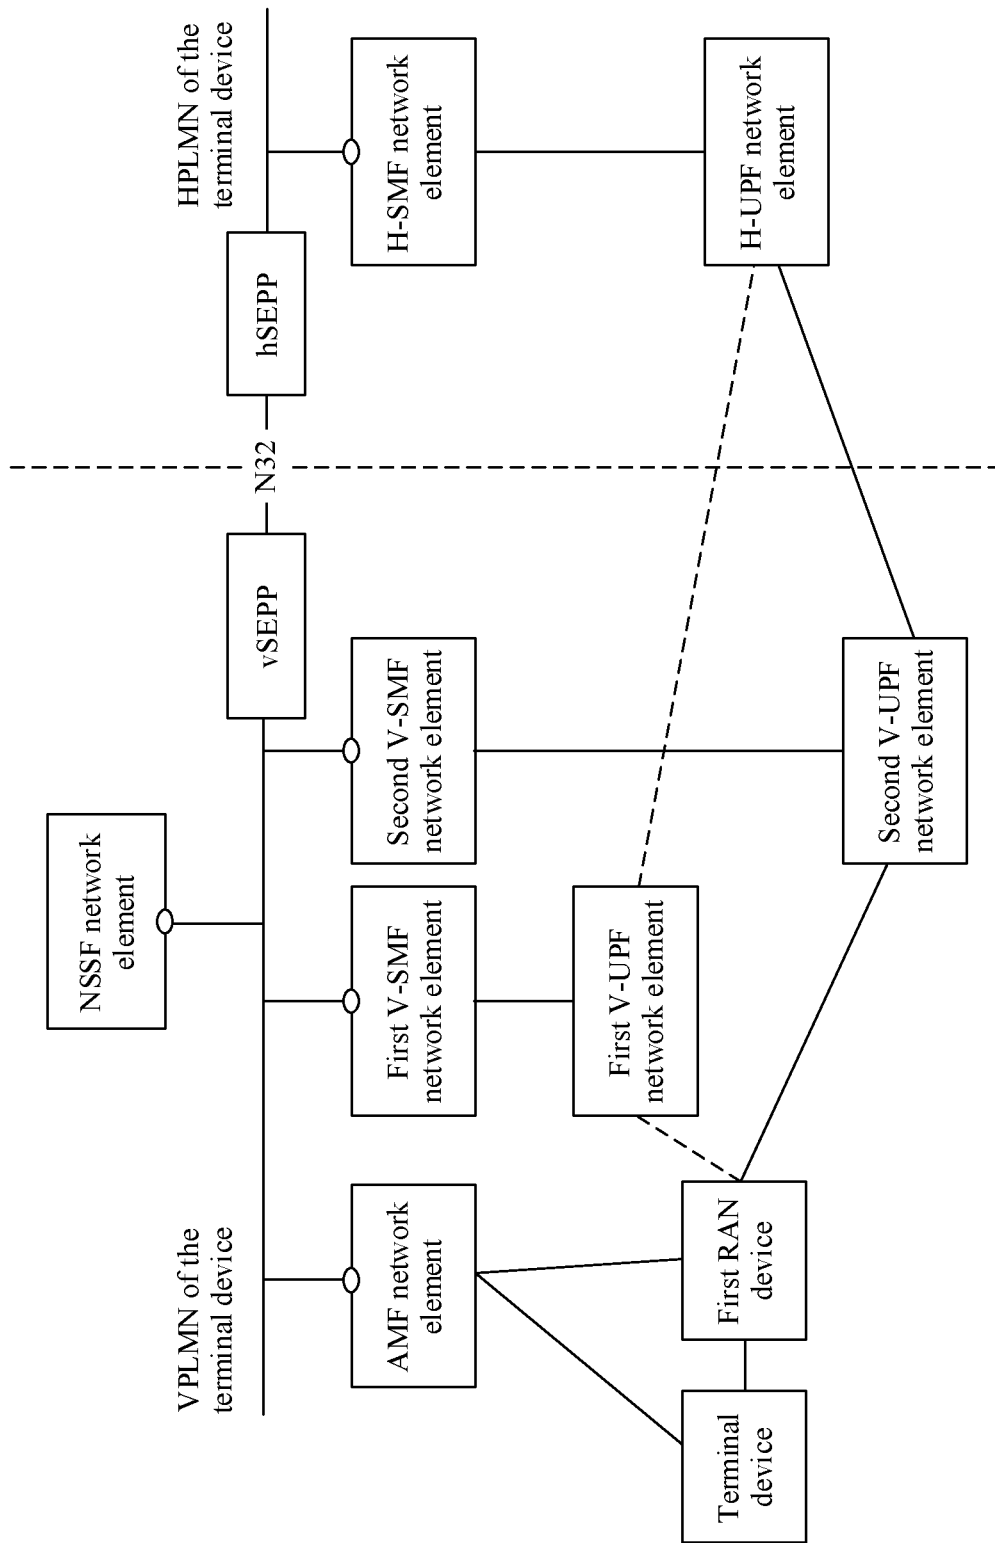 NSSF network
element
VPLMN of the
terminal device
vSEPP
N32
hSEPP
HPLMN of the
terminal device
AMF network
element
First V-SMF
network element
Second V-SMF
network element
H-SMF network
element
First V-UPF
network element
Terminal
device
First RAN
device
H-UPF network
element
Second V-UPF
network element